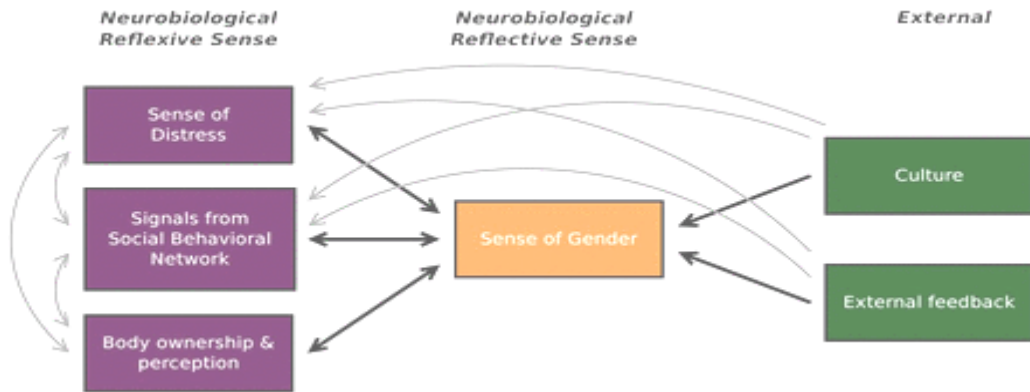 Neurobiological
Reflexive Sense
Neurobiological
Reflective Sense
External
Sense of
Distress
Signals from
Social Behavioral
Network
Body ownership &
perception
Sense of Gender
Culture
External feedback